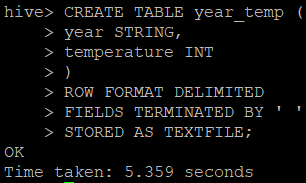 hive> CREATE TABLE year_temp (
    > year STRING,
    > temperature INT
    > )
    > ROW FORMAT DELIMITED
    > FIELDS TERMINATED BY ' '
    > STORED AS TEXTFILE;
OK
Time taken: 5.359 seconds